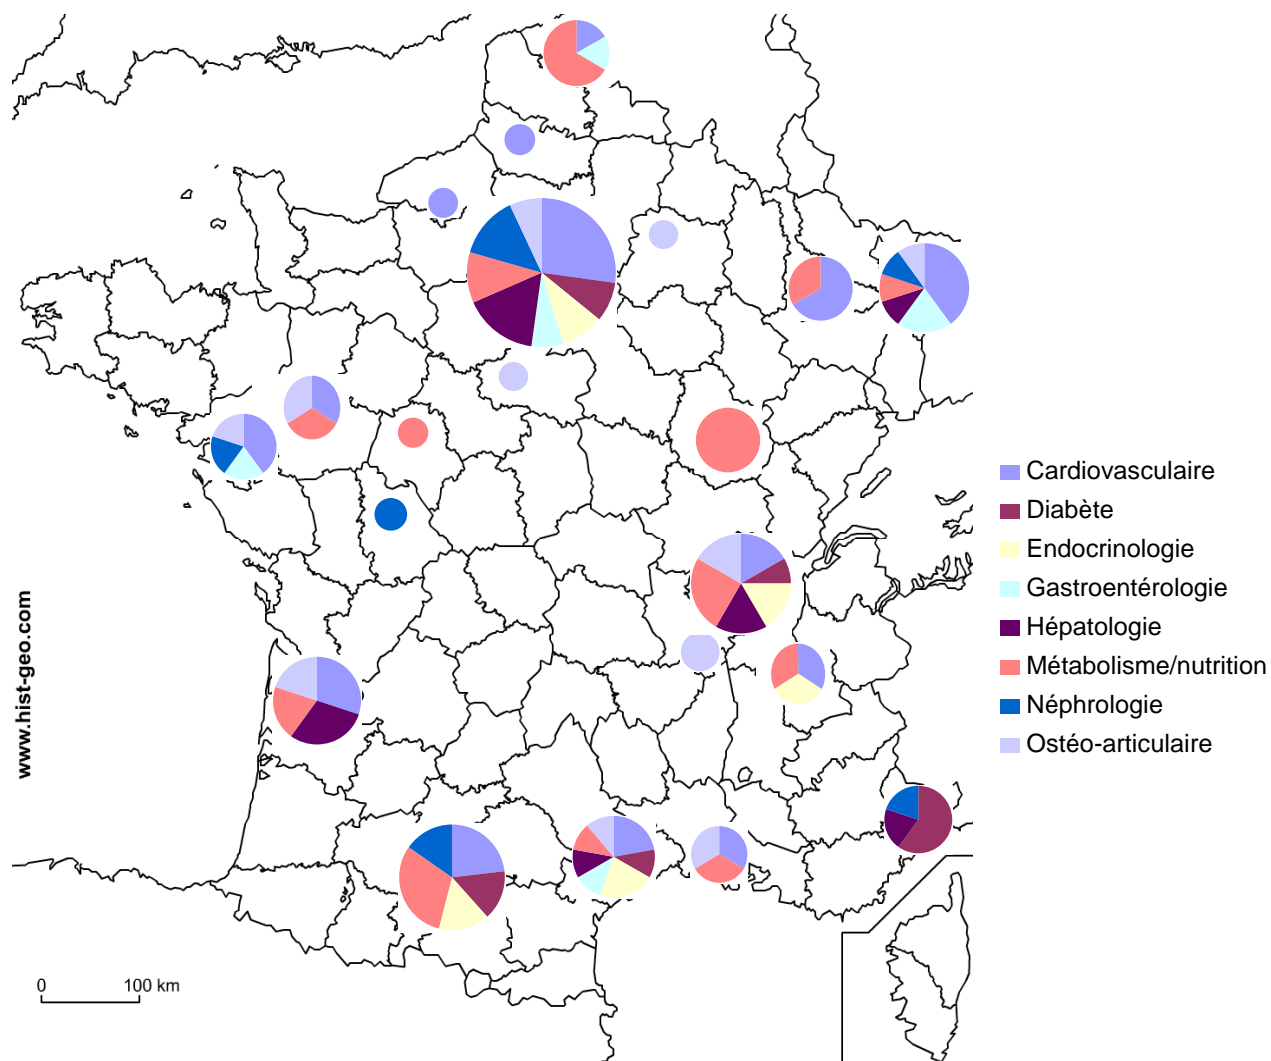 Cardiovasculaire
Diabète
Endocrinologie
Gastroentérologie
Hépatologie
Métabolisme/nutrition
Néphrologie
Ostéo-articulaire
www.hist-geo.com
0 100 km